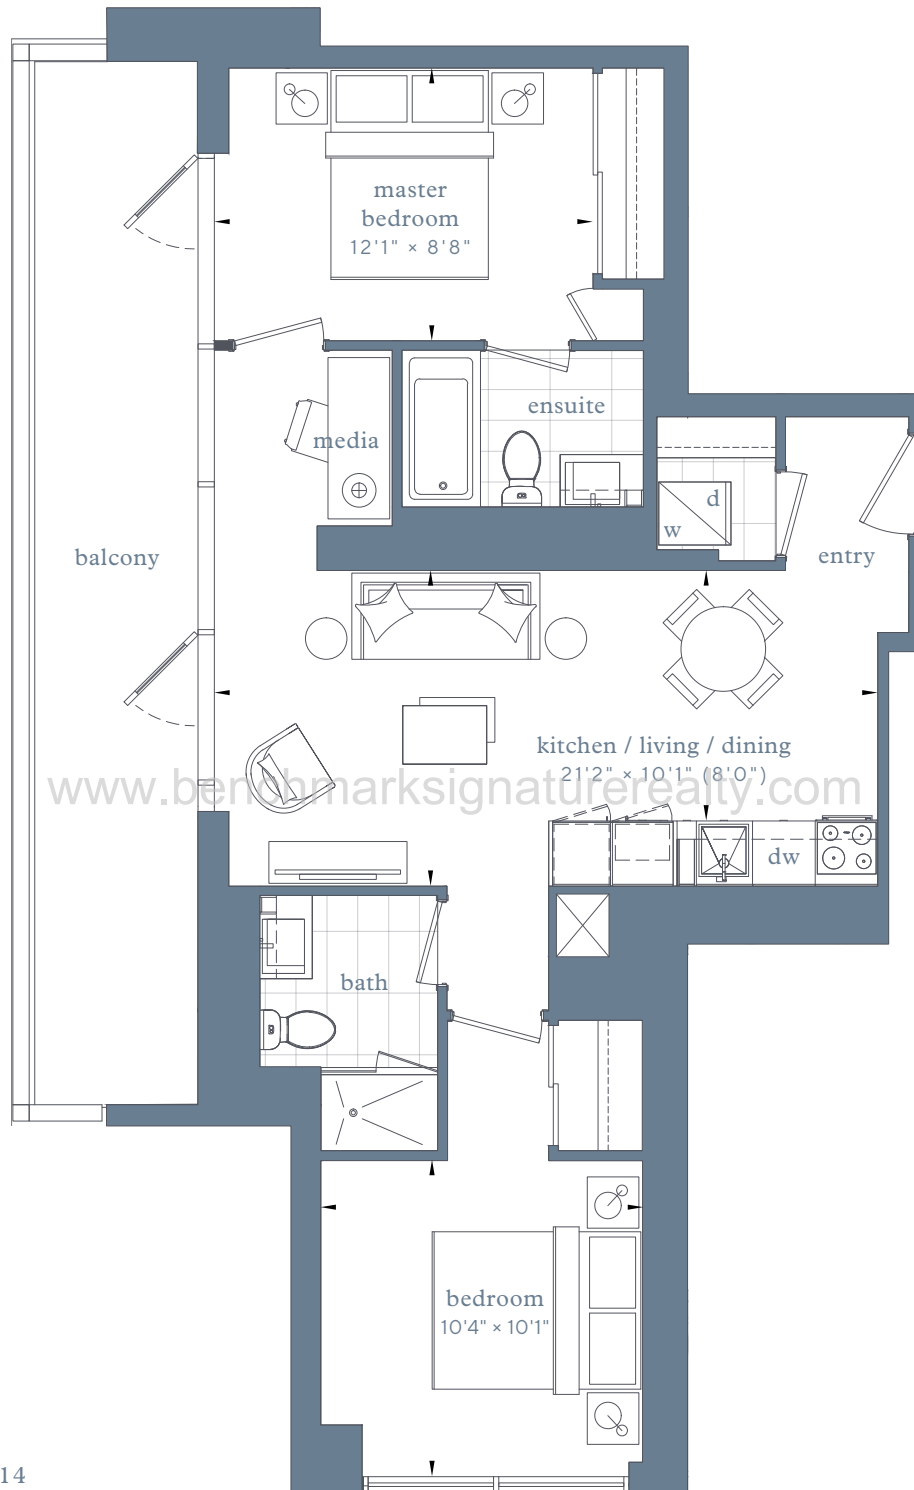 master
bedroom
12'1" × 8'8"
ensuite
media
d
w
entry
balcony
kitchen / living / dining
21'2" × 10'1" (8'0")
www.benchmarksignaturerealty.com
dw
bath
bedroom
10'4" × 10'1"
14